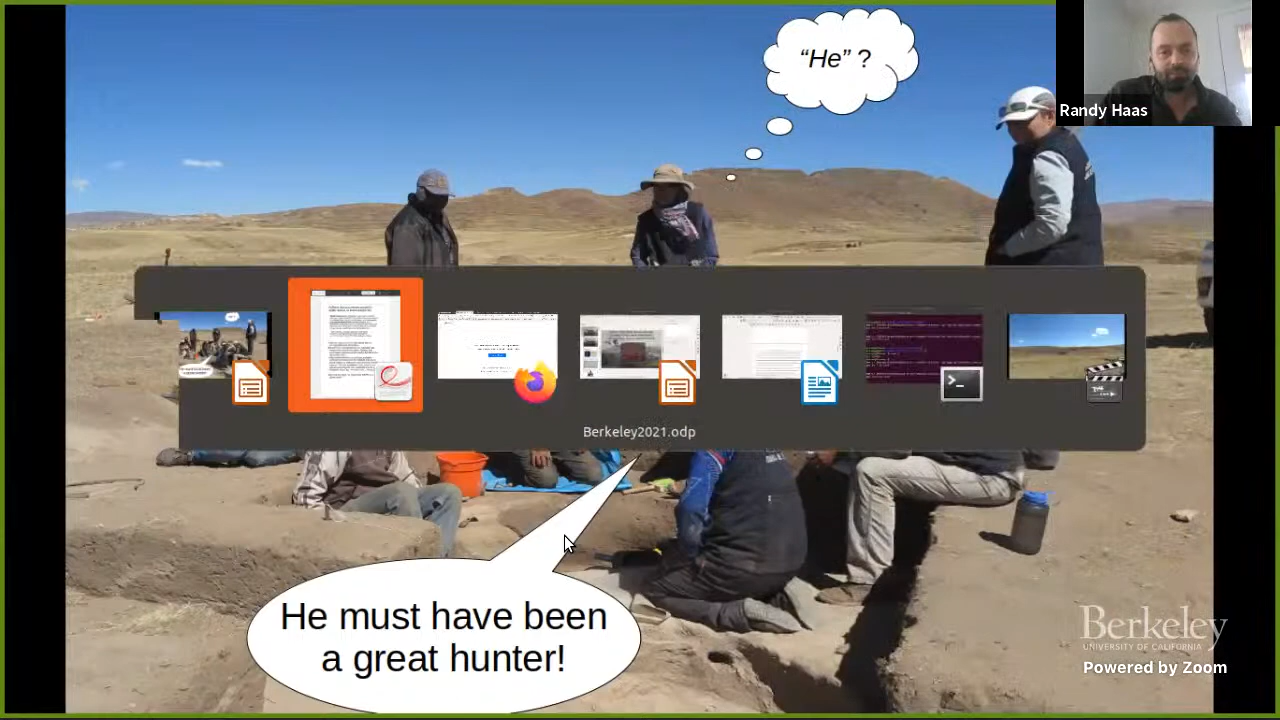 “He” ?
Randy Haas
Berkeley2021.odp
He must have been
a great hunter!
Berkeley
UNIVERSITY OF CALIFORNIA
Powered by Zoom